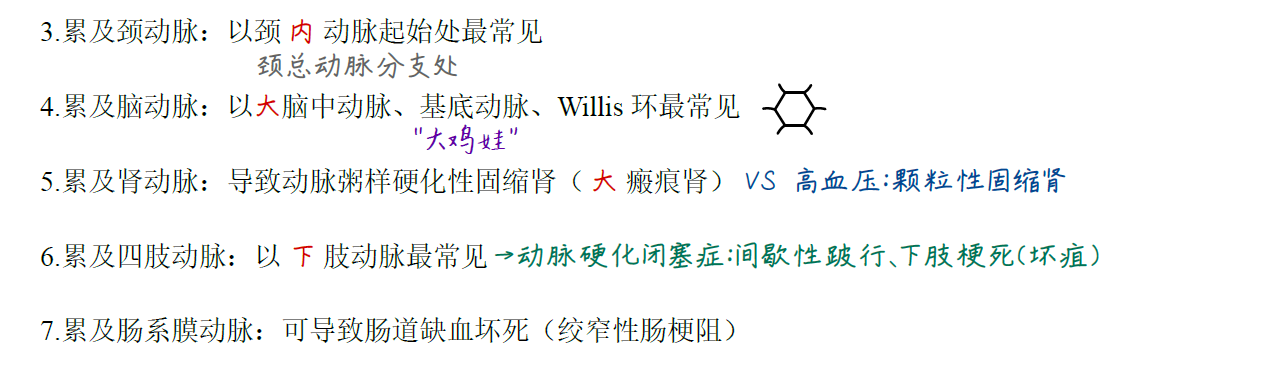 3.累及颈动脉：以颈 内 动脉起始处最常见
颈总动脉分支处
4.累及脑动脉：以大脑中动脉、基底动脉、Willis 环最常见
"大鸡娃"
5.累及肾动脉：导致动脉粥样硬化性固缩肾（ 大 瘢痕肾） VS 高血压:颗粒性固缩肾
6.累及四肢动脉：以 下 肢动脉最常见→动脉硬化闭塞症:间歇性跛行、下肢梗死(坏疽)
7.累及肠系膜动脉：可导致肠道缺血坏死（绞窄性肠梗阻）